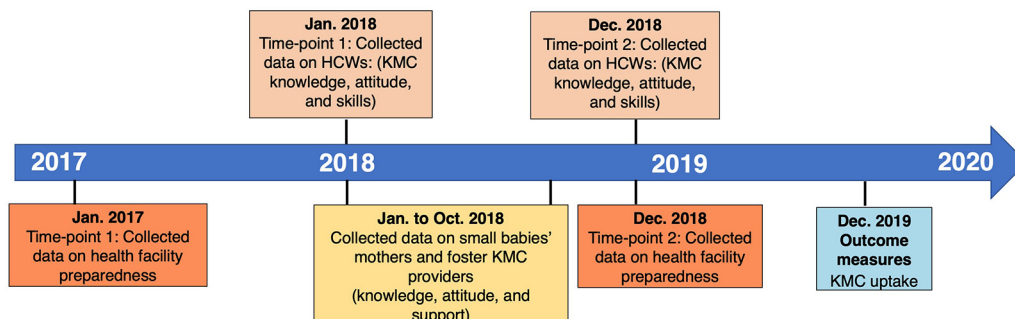 Jan. 2018
Time-point 1: Collected
data on HCWs: (KMC
knowledge, attitude,
and skills)
Dec. 2018
Time-point 2: Collected
data on HCWs: (KMC
knowledge, attitude,
and skills)
2017
2018
2019
2020
Jan. 2017
Time-point 1: Collected
data on health facility
preparedness
Jan. to Oct. 2018
Collected data on small babies'
mothers and foster KMC
providers
(knowledge, attitude, and
support)
Dec. 2018
Time-point 2: Collected
data on health facility
preparedness
Dec. 2019
Outcome
measures
KMC uptake